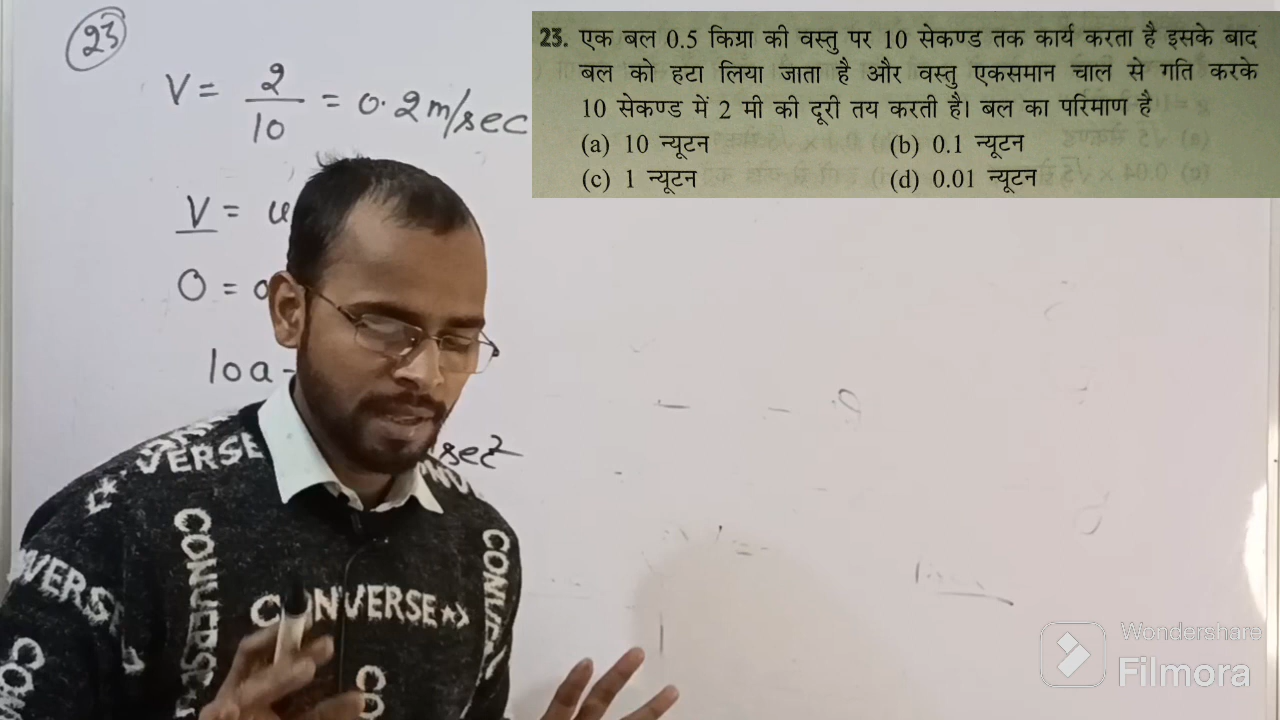 23
V = 2/10 = 0.2 m/sec
V = u
0 = 0
10a -
sec²
23. एक बल 0.5 किग्रा की वस्तु पर 10 सेकण्ड तक कार्य करता है इसके बाद
बल को हटा लिया जाता है और वस्तु एकसमान चाल से गति करके
10 सेकण्ड में 2 मी की दूरी तय करती है। बल का परिमाण है
(a) 10 न्यूटन (b) 0.1 न्यूटन
(c) 1 न्यूटन (d) 0.01 न्यूटन
VERSE
CONVERSE
CONVERSE
Wondershare
Filmora